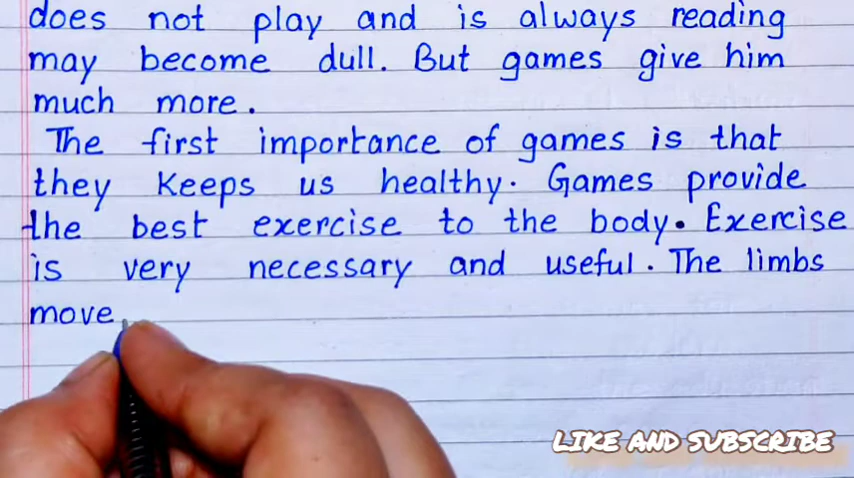 does not play and is always reading
may become dull. But games give him
much more.
The first importance of games is that
they keeps us healthy. Games provide
the best exercise to the body. Exercise
is very necessary and useful. The limbs
move
LIKE AND SUBSCRIBE